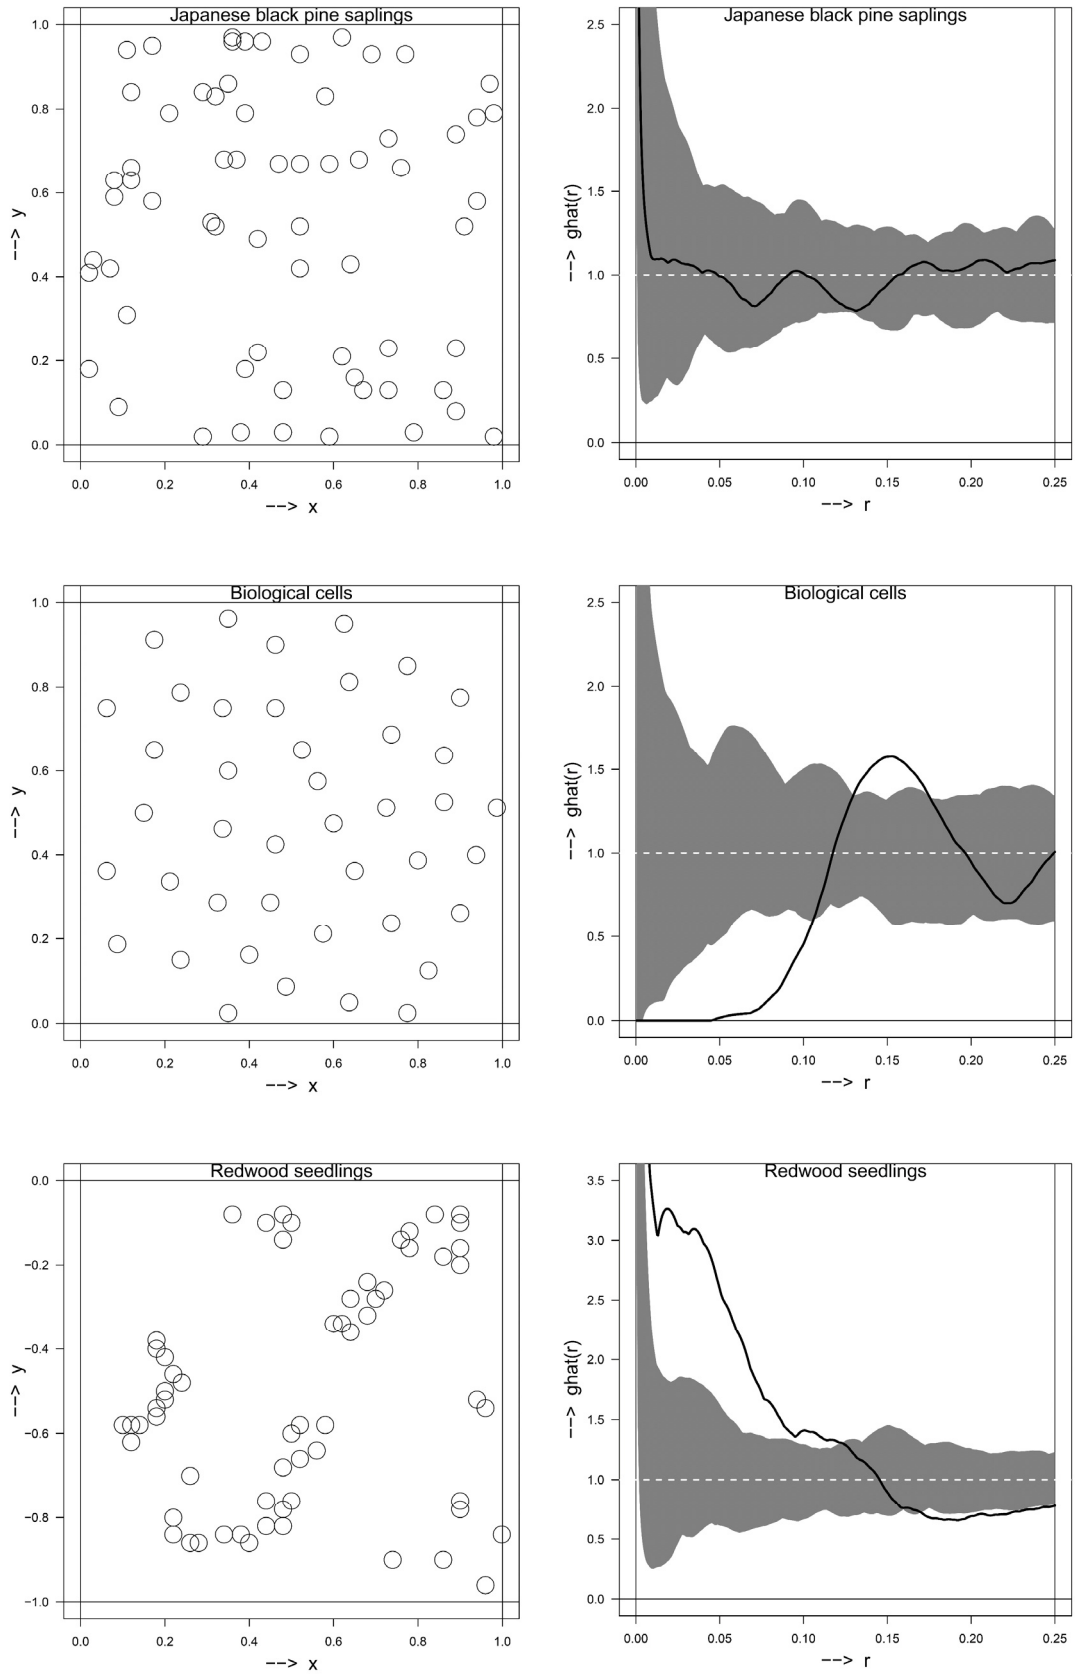 Japanese black pine saplings
1.0
0.8
0.6
0.4
0.2
0.0
--> y
0.0 0.2 0.4 0.6 0.8 1.0
--> x
Japanese black pine saplings
2.5
2.0
1.5
1.0
0.5
0.0
--> ghat(r)
0.00 0.05 0.10 0.15 0.20 0.25
--> r
Biological cells
1.0
0.8
0.6
0.4
0.2
0.0
--> y
0.0 0.2 0.4 0.6 0.8 1.0
--> x
Biological cells
2.5
2.0
1.5
1.0
0.5
0.0
--> ghat(r)
0.00 0.05 0.10 0.15 0.20 0.25
--> r
Redwood seedlings
0.0
−0.2
−0.4
−0.6
−0.8
−1.0
--> y
0.0 0.2 0.4 0.6 0.8 1.0
--> x
Redwood seedlings
3.5
3.0
2.5
2.0
1.5
1.0
0.5
0.0
--> ghat(r)
0.00 0.05 0.10 0.15 0.20 0.25
--> r